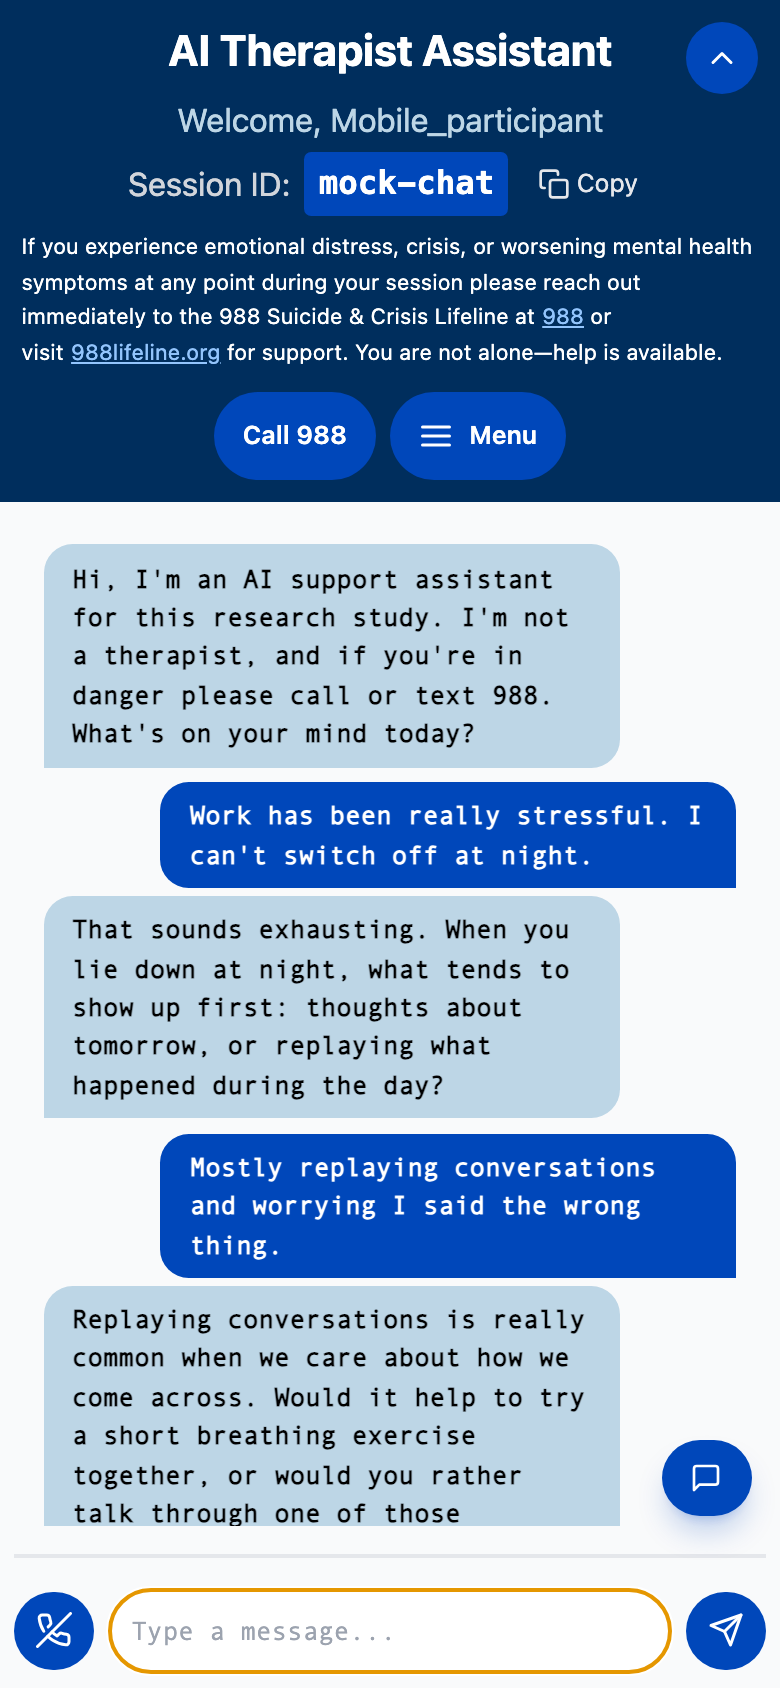 AI Therapist Assistant
Welcome, Mobile_participant
Session ID: mock-chat Copy
If you experience emotional distress, crisis, or worsening mental health
symptoms at any point during your session please reach out
immediately to the 988 Suicide & Crisis Lifeline at 988 or
visit 988lifeline.org for support. You are not alone—help is available.
Call 988 Menu
Hi, I'm an AI support assistant
for this research study. I'm not
a therapist, and if you're in
danger please call or text 988.
What's on your mind today?
Work has been really stressful. I
can't switch off at night.
That sounds exhausting. When you
lie down at night, what tends to
show up first: thoughts about
tomorrow, or replaying what
happened during the day?
Mostly replaying conversations
and worrying I said the wrong
thing.
Replaying conversations is really
common when we care about how we
come across. Would it help to try
a short breathing exercise
together, or would you rather
talk through one of those
Type a message...